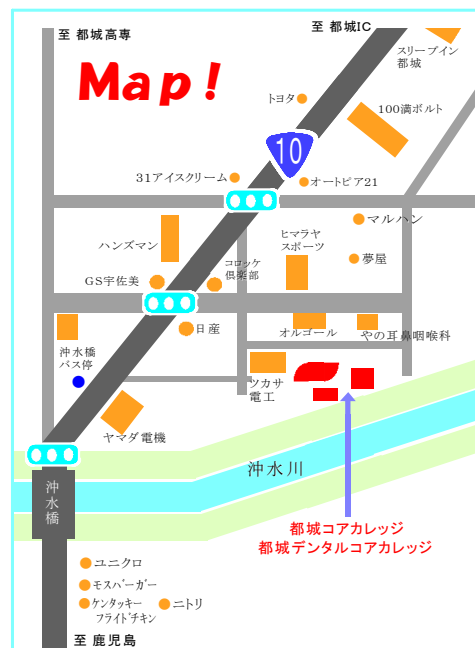 至 都城高専
至 都城IC
スリープイン
都城
Map!
トヨタ
100満ボルト
10
31アイスクリーム
オートピア21
マルハン
ハンズマン
ヒマラヤ
スポーツ
コロッケ
倶楽部
夢屋
GS宇佐美
日産
オルゴール
やの耳鼻咽喉科
沖水橋
バス停
ツカサ
電工
ヤマダ電機
沖水川
沖水橋
都城コアカレッジ
都城デンタルコアカレッジ
ユニクロ
モスバーガー
ケンタッキー
フライドチキン
ニトリ
至 鹿児島